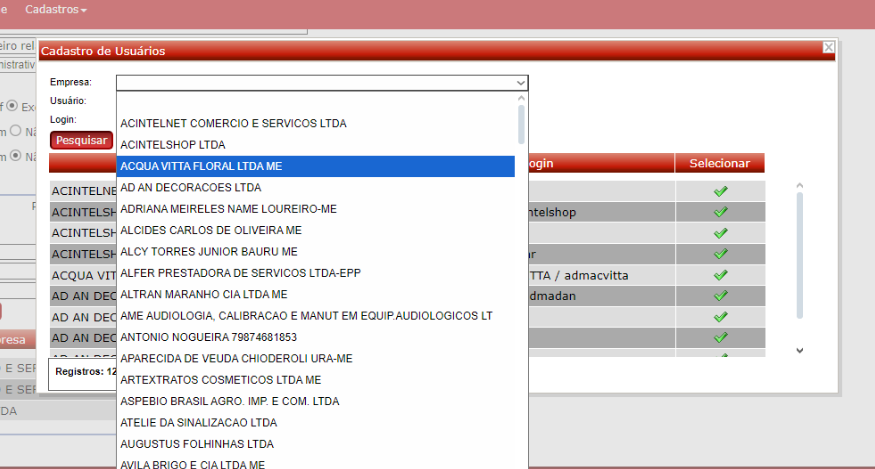 e Cadastros
eiro rel
nistrativ
f Ex
m Nã
m Nã
resa
E SEF
E SEF
DA
Cadastro de Usuários
Empresa:
Usuário:
Login:
Pesquisar
ogin Selecionar
ACINTELNE
ACINTELSH ntelshop
ACINTELSH
ACINTELSH ar
ACQUA VIT TTA / admacvitta
AD AN DEC dmadan
AD AN DEC
AD AN DEC
AD AN DEC
Registros: 12
ACINTELNET COMERCIO E SERVICOS LTDA
ACINTELSHOP LTDA
ACQUA VITTA FLORAL LTDA ME
AD AN DECORACOES LTDA
ADRIANA MEIRELES NAME LOUREIRO-ME
ALCIDES CARLOS DE OLIVEIRA ME
ALCY TORRES JUNIOR BAURU ME
ALFER PRESTADORA DE SERVICOS LTDA-EPP
ALTRAN MARANHO CIA LTDA ME
AME AUDIOLOGIA, CALIBRACAO E MANUT EM EQUIP.AUDIOLOGICOS LT
ANTONIO NOGUEIRA 79874681853
APARECIDA DE VEUDA CHIODEROLI URA-ME
ARTEXTRATOS COSMETICOS LTDA ME
ASPEBIO BRASIL AGRO. IMP. E COM. LTDA
ATELIE DA SINALIZACAO LTDA
AUGUSTUS FOLHINHAS LTDA
AVILA BRIGO E CIA LTDA ME